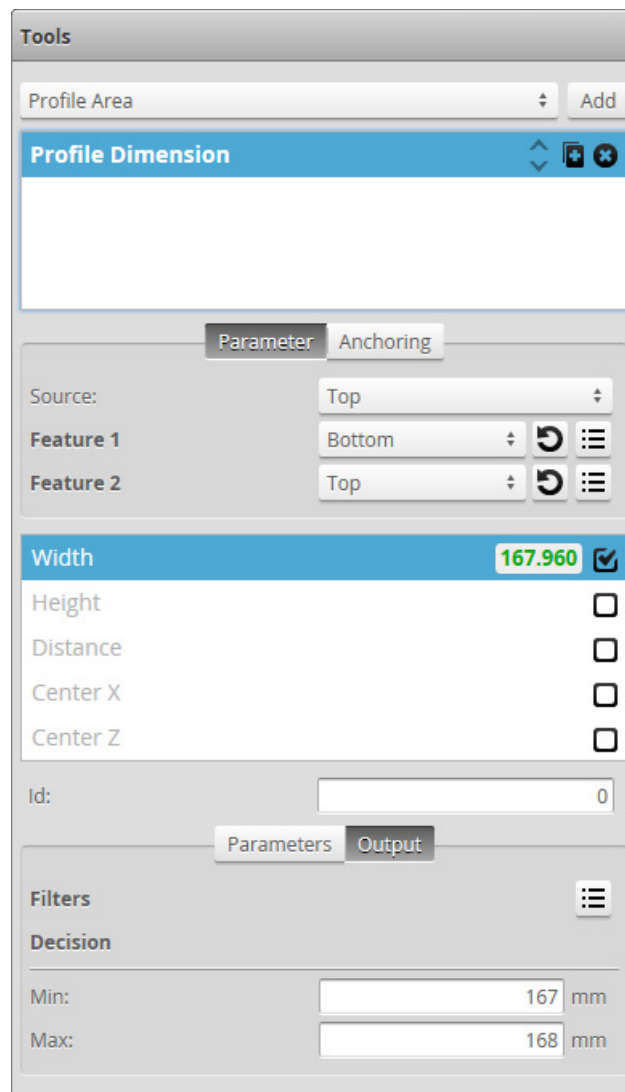 Tools
Profile Area Add
Profile Dimension
Parameter Anchoring
Source: Top
Feature 1 Bottom
Feature 2 Top
Width 167.960
Height
Distance
Center X
Center Z
Id: 0
Parameters Output
Filters
Decision
Min: 167 mm
Max: 168 mm